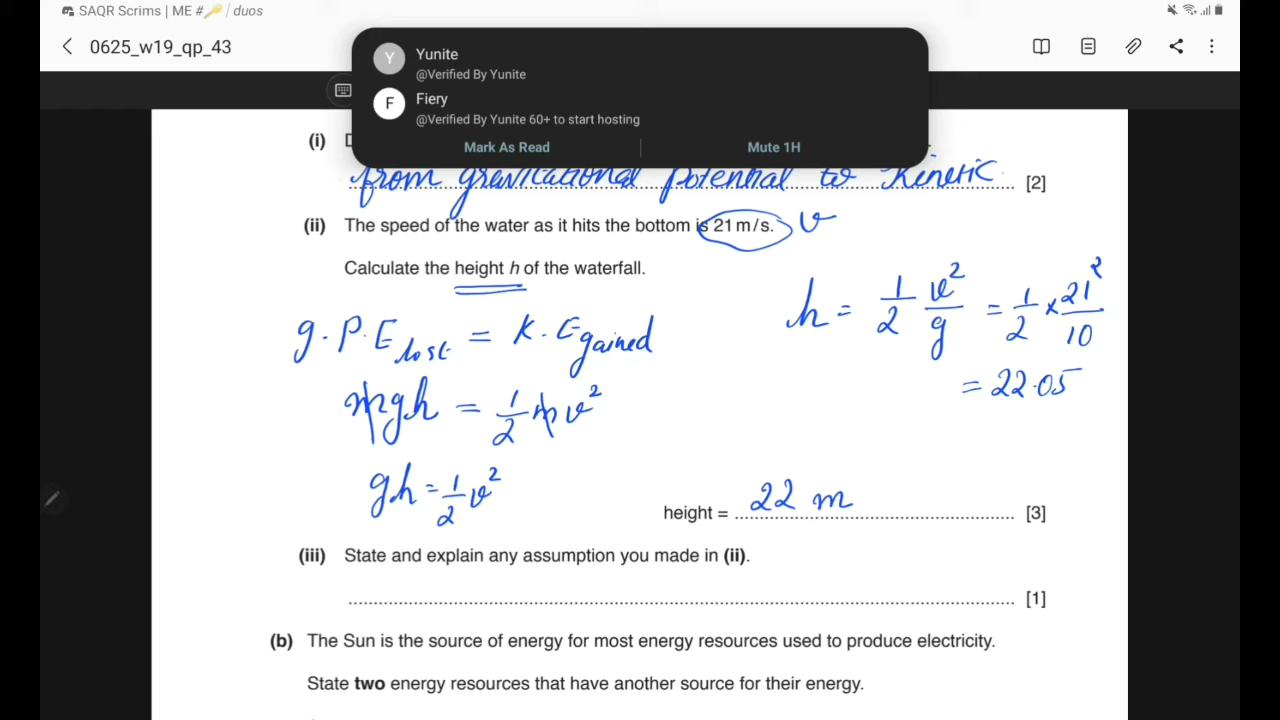 SAQR Scrims | ME #🔑 / duos
0625_w19_qp_43
Y Yunite
@Verified By Yunite
F Fiery
@Verified By Yunite 60+ to start hosting
Mark As Read Mute 1H
(i)
from gravitational potential to Kinetic [2]
(ii) The speed of the water as it hits the bottom is 21 m/s. v
Calculate the height h of the waterfall.
h = 1/2 v²/g = 1/2 × 21²/10
= 22.05
g.P.E lost = K.E gained
mgh = 1/2 mv²
gh = 1/2 v²
height = 22 m [3]
(iii) State and explain any assumption you made in (ii).
[1]
(b) The Sun is the source of energy for most energy resources used to produce electricity.
State two energy resources that have another source for their energy.